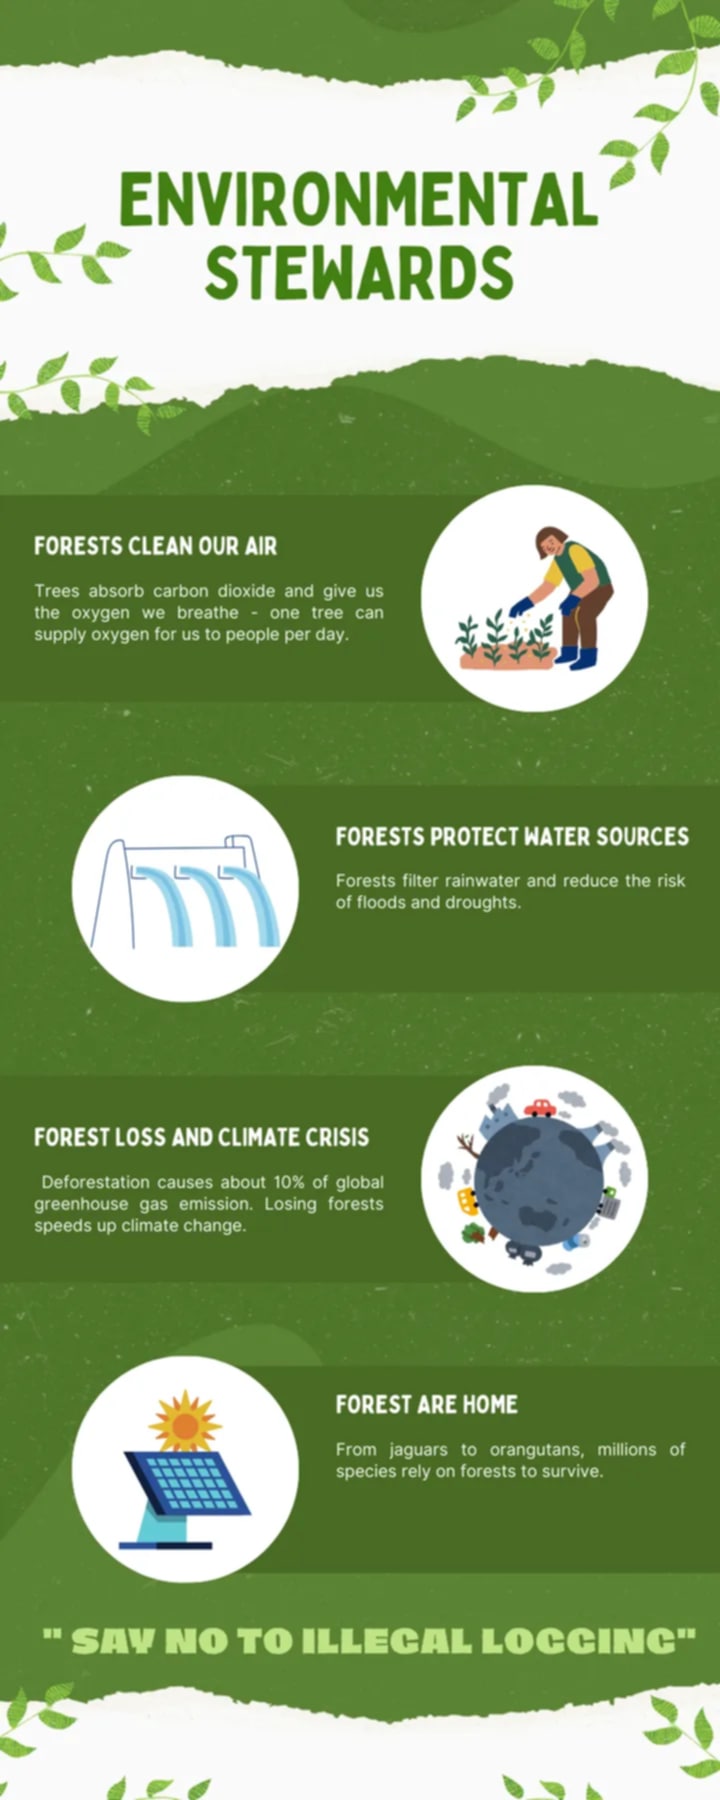 ENVIRONMENTAL
STEWARDS
FORESTS CLEAN OUR AIR
Trees absorb carbon dioxide and give us
the oxygen we breathe - one tree can
supply oxygen for us to people per day.
FORESTS PROTECT WATER SOURCES
Forests filter rainwater and reduce the risk
of floods and droughts.
FOREST LOSS AND CLIMATE CRISIS
Deforestation causes about 10% of global
greenhouse gas emission. Losing forests
speeds up climate change.
FOREST ARE HOME
From jaguars to orangutans, millions of
species rely on forests to survive.
" SAY NO TO ILLEGAL LOGGING"